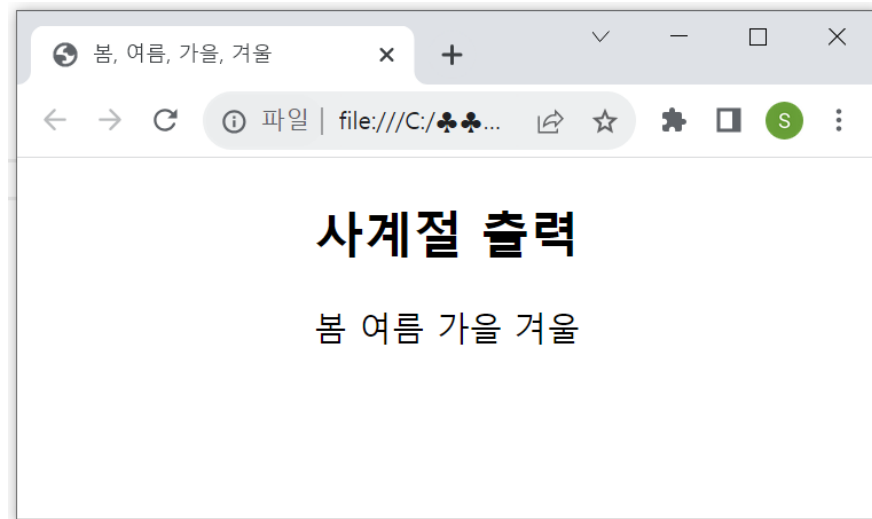 봄, 여름, 가을, 겨울
파일 | file:///C:/♣♣...
S
사계절 출력
봄 여름 가을 겨울